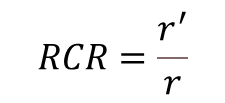 RCR = r′/r